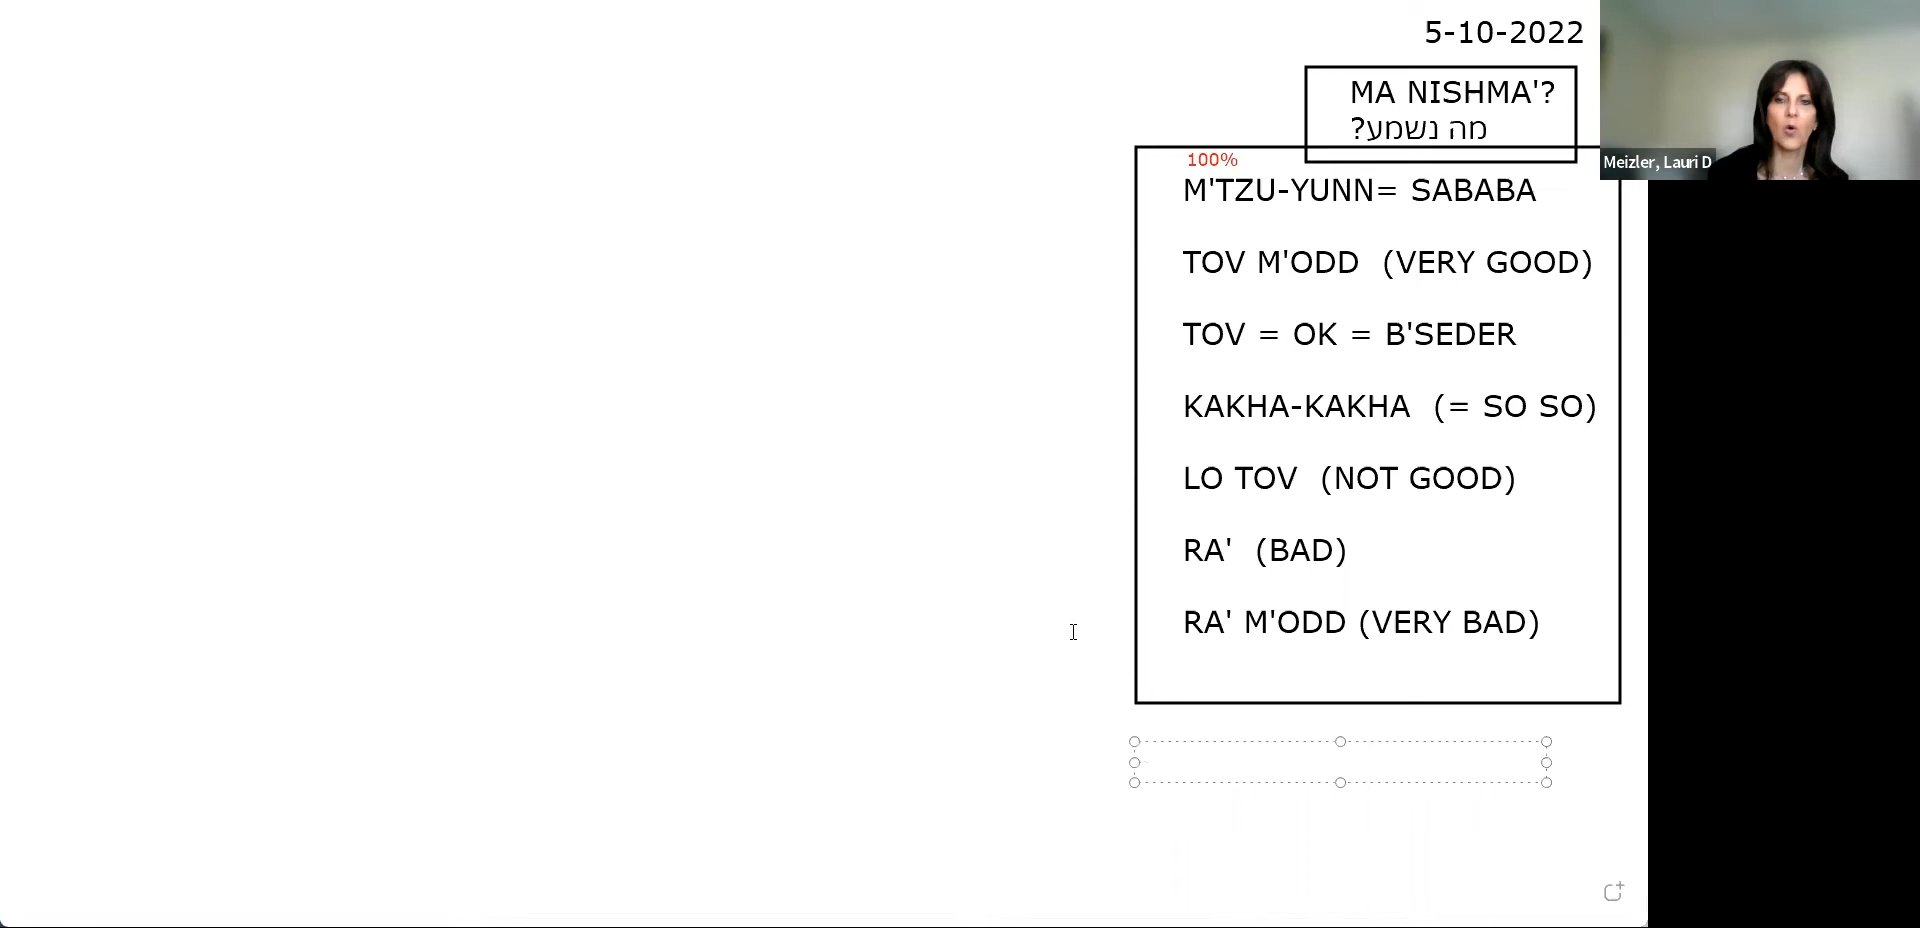 5-10-2022
MA NISHMA'?
מה נשמע?
100%
M'TZU-YUNN= SABABA
TOV M'ODD (VERY GOOD)
TOV = OK = B'SEDER
KAKHA-KAKHA (= SO SO)
LO TOV (NOT GOOD)
RA' (BAD)
RA' M'ODD (VERY BAD)
Meizler, Lauri D